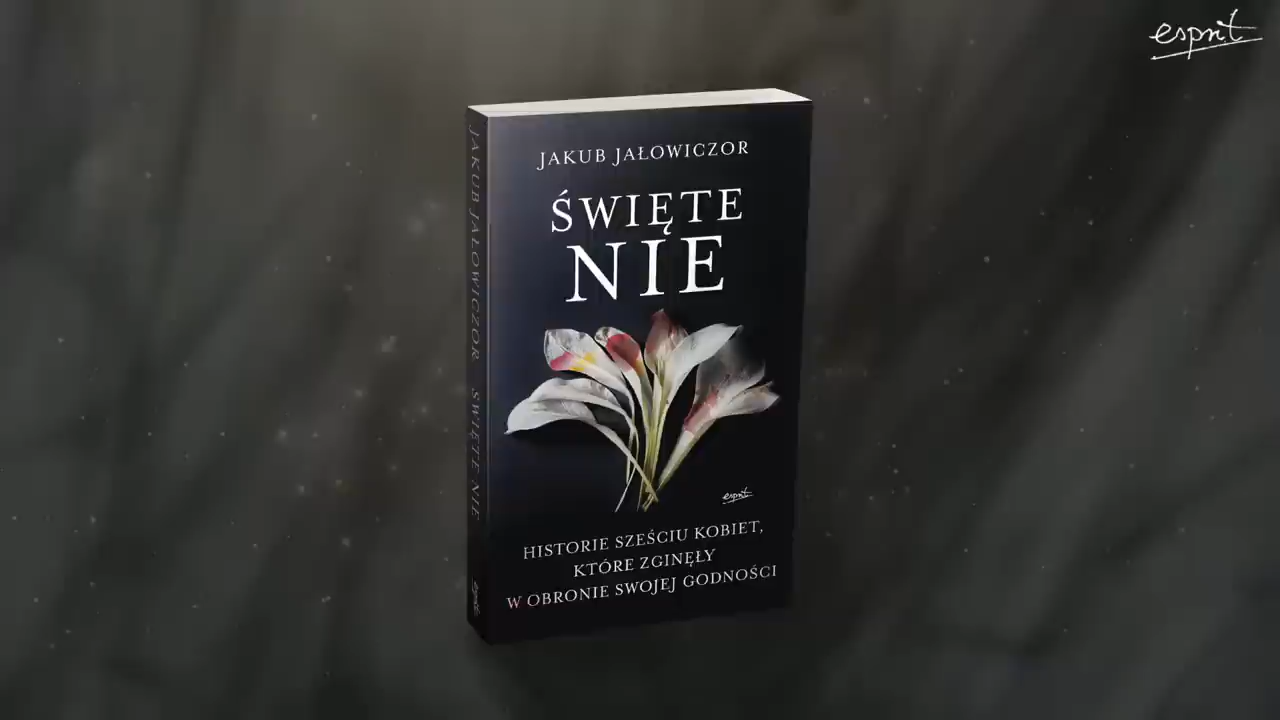 esprit
JAKUB JAŁOWICZOR
ŚWIĘTE
NIE
esprit
HISTORIE SZEŚCIU KOBIET,
KTÓRE ZGINĘŁY
W OBRONIE SWOJEJ GODNOŚCI
JAKUB JAŁOWICZOR ŚWIĘTE NIE
esprit